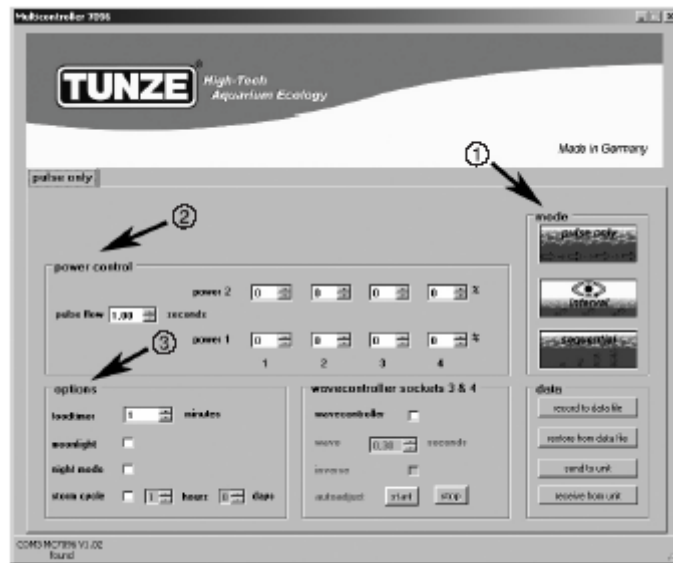 Multicontroller 7096
TUNZE®
High-Tech
Aquarium Ecology
Made in Germany
1
pulse only
mode
2
pulse only
power control
power 2 0 0 0 0 %
interval
pulse flow 1,00 seconds
3
power 1 0 0 0 0 %
sequential
1 2 3 4
options
wavecontroller sockets 3 & 4
data
foodtimer 1 minutes
wavecontroller
record to data file
moonlight
wave 0,30 seconds
restore from data file
night mode
inverse
send to unit
storm cycle 1 hours 8 days
autoadjust start stop
receive from unit
COM3 MC7096 V1.02
found